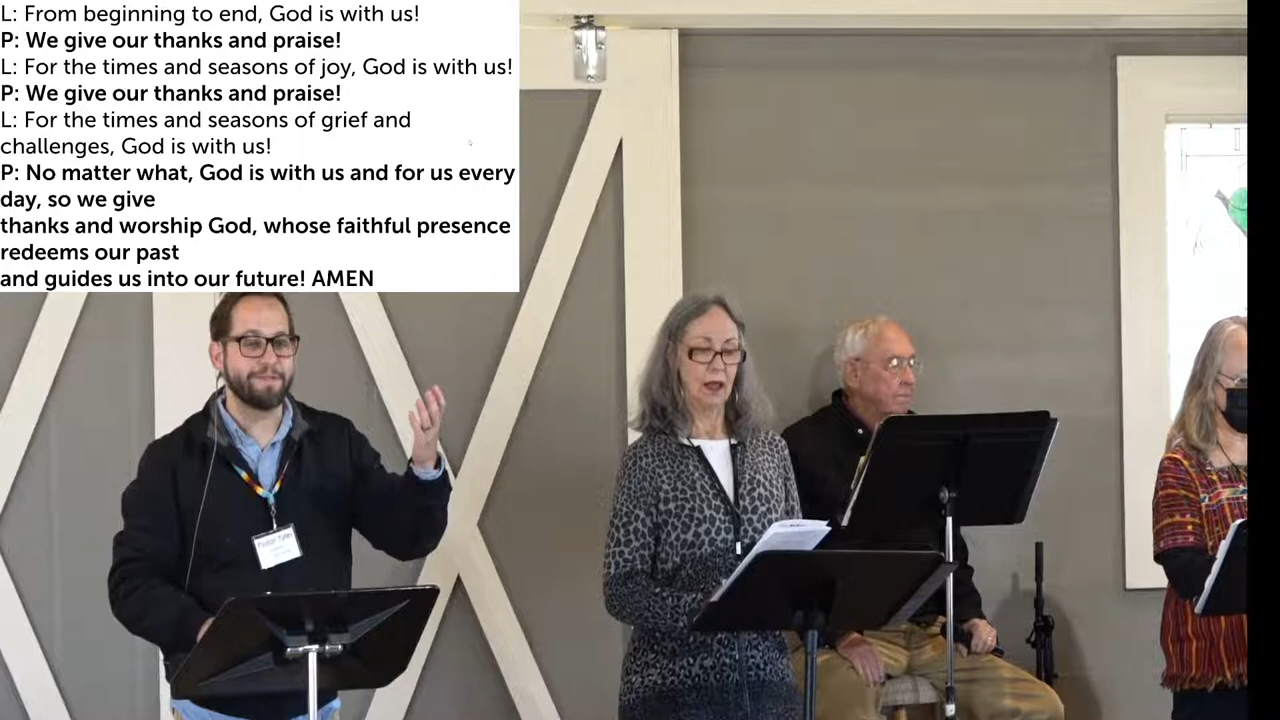 L: From beginning to end, God is with us!
P: We give our thanks and praise!
L: For the times and seasons of joy, God is with us!
P: We give our thanks and praise!
L: For the times and seasons of grief and
challenges, God is with us!
P: No matter what, God is with us and for us every
day, so we give
thanks and worship God, whose faithful presence
redeems our past
and guides us into our future! AMEN
Pastor Tyler